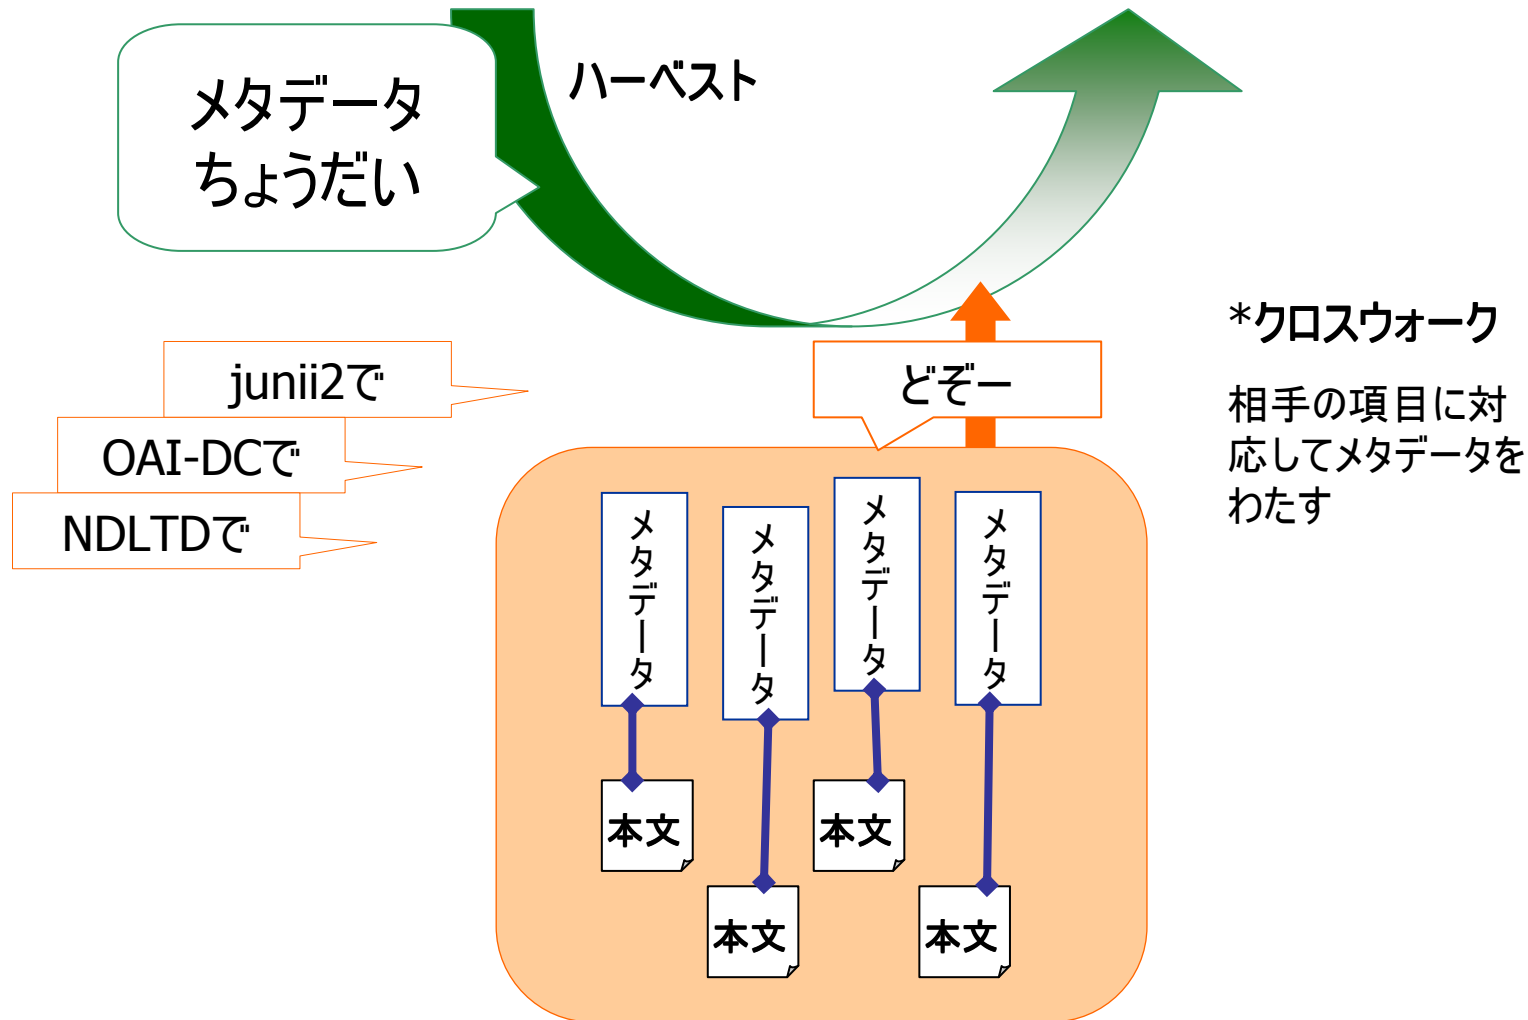 メタデータ
ちょうだい
ハーベスト
*クロスウォーク
相手の項目に対
応してメタデータを
わたす
junii2で
OAI-DCで
NDLTDで
どぞー
メタデータ
メタデータ
メタデータ
メタデータ
本文
本文
本文
本文